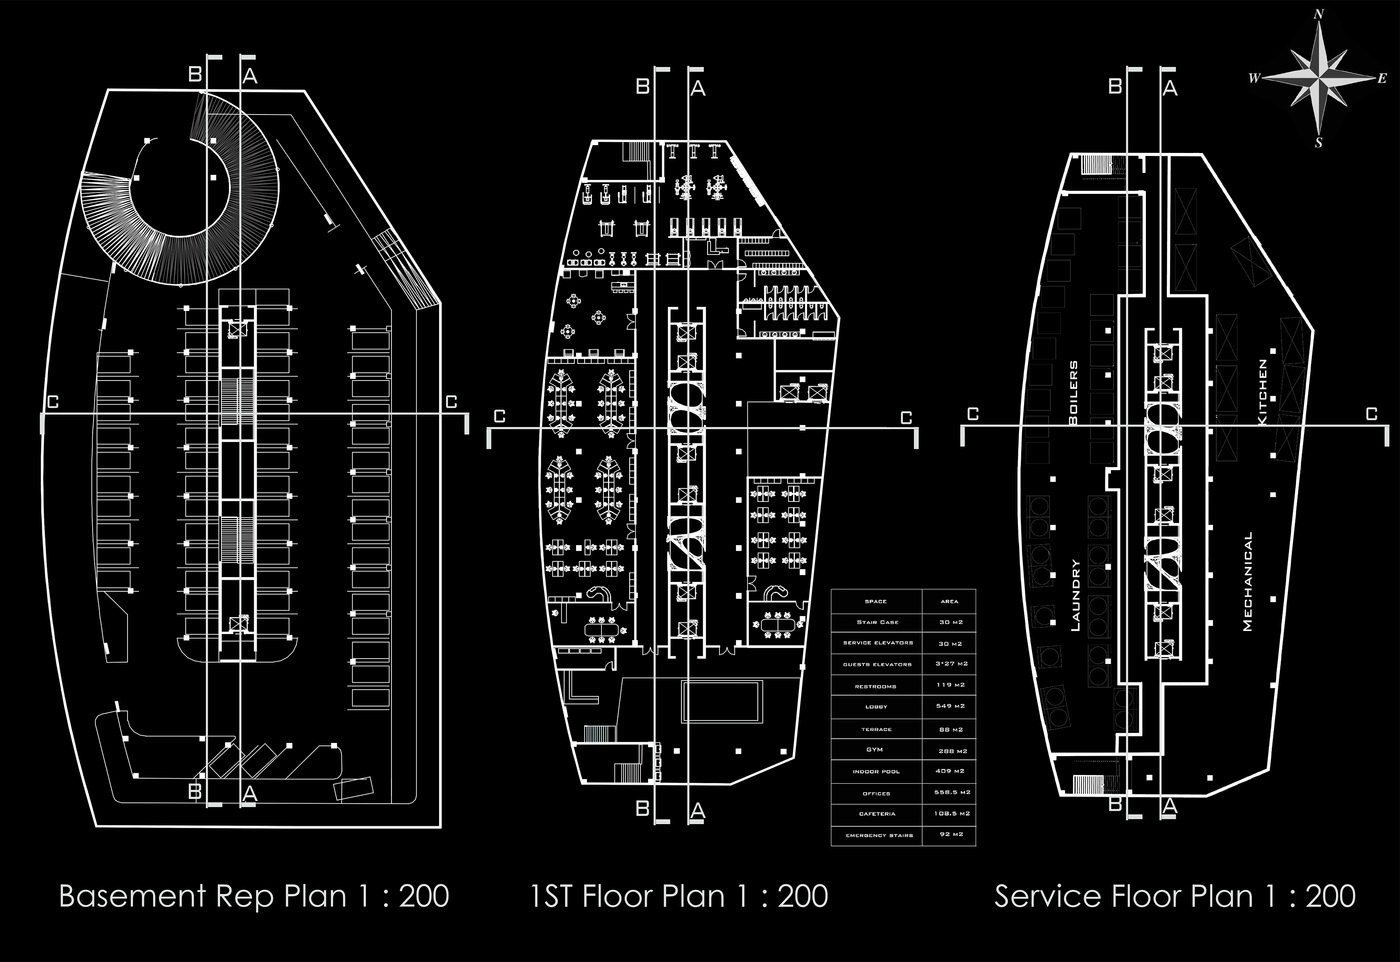 N
W E
S
B A
B A
B A
C C
C C
C C
BOILERS
KITCHEN
LAUNDRY
MECHANICAL
SPACE AREA
STAIR CASE 30 M2
SERVICE ELEVATORS 30 M2
GUESTS ELEVATORS 3*27 M2
RESTROOMS 119 M2
LOBBY 549 M2
TERRACE 88 M2
GYM 288 M2
INDOOR POOL 409 M2
OFFICES 558.5 M2
CAFETERIA 108.5 M2
EMERGENCY STAIRS 92 M2
B A
B A
B A
Basement Rep Plan 1 : 200
1ST Floor Plan 1 : 200
Service Floor Plan 1 : 200